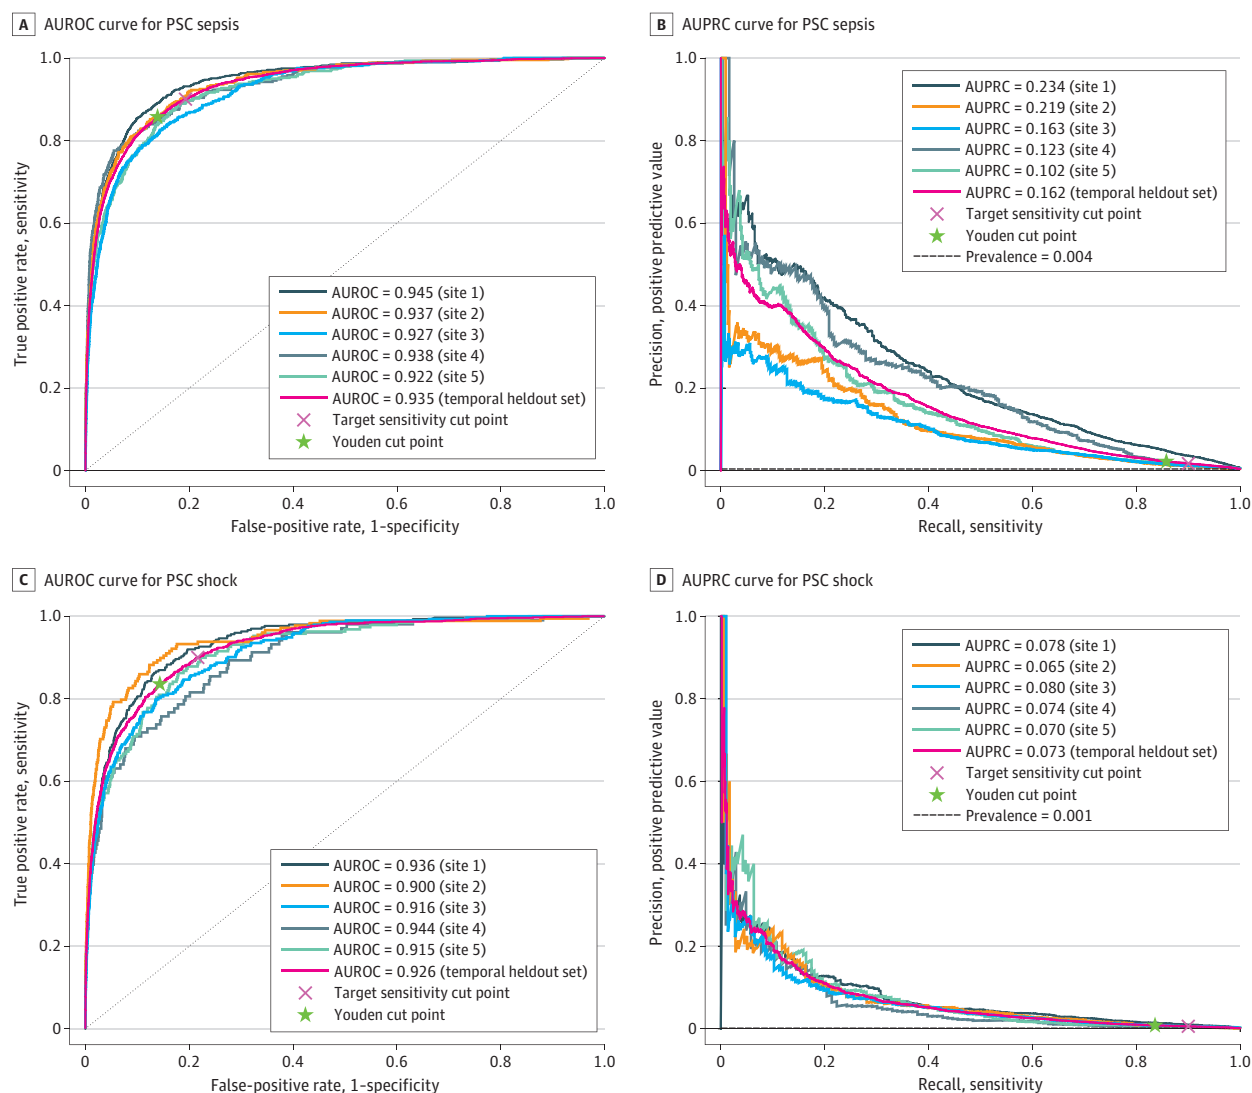 A AUROC curve for PSC sepsis
True positive rate, sensitivity
1.0
0.8
0.6
0.4
0.2
0
AUROC = 0.945 (site 1)
AUROC = 0.937 (site 2)
AUROC = 0.927 (site 3)
AUROC = 0.938 (site 4)
AUROC = 0.922 (site 5)
AUROC = 0.935 (temporal heldout set)
Target sensitivity cut point
Youden cut point
0 0.2 0.4 0.6 0.8 1.0
False-positive rate, 1-specificity
B AUPRC curve for PSC sepsis
Precision, positive predictive value
1.0
0.8
0.6
0.4
0.2
0
AUPRC = 0.234 (site 1)
AUPRC = 0.219 (site 2)
AUPRC = 0.163 (site 3)
AUPRC = 0.123 (site 4)
AUPRC = 0.102 (site 5)
AUPRC = 0.162 (temporal heldout set)
Target sensitivity cut point
Youden cut point
Prevalence = 0.004
0 0.2 0.4 0.6 0.8 1.0
Recall, sensitivity
C AUROC curve for PSC shock
True positive rate, sensitivity
1.0
0.8
0.6
0.4
0.2
0
AUROC = 0.936 (site 1)
AUROC = 0.900 (site 2)
AUROC = 0.916 (site 3)
AUROC = 0.944 (site 4)
AUROC = 0.915 (site 5)
AUROC = 0.926 (temporal heldout set)
Target sensitivity cut point
Youden cut point
0 0.2 0.4 0.6 0.8 1.0
False-positive rate, 1-specificity
D AUPRC curve for PSC shock
Precision, positive predictive value
1.0
0.8
0.6
0.4
0.2
0
AUPRC = 0.078 (site 1)
AUPRC = 0.065 (site 2)
AUPRC = 0.080 (site 3)
AUPRC = 0.074 (site 4)
AUPRC = 0.070 (site 5)
AUPRC = 0.073 (temporal heldout set)
Target sensitivity cut point
Youden cut point
Prevalence = 0.001
0 0.2 0.4 0.6 0.8 1.0
Recall, sensitivity